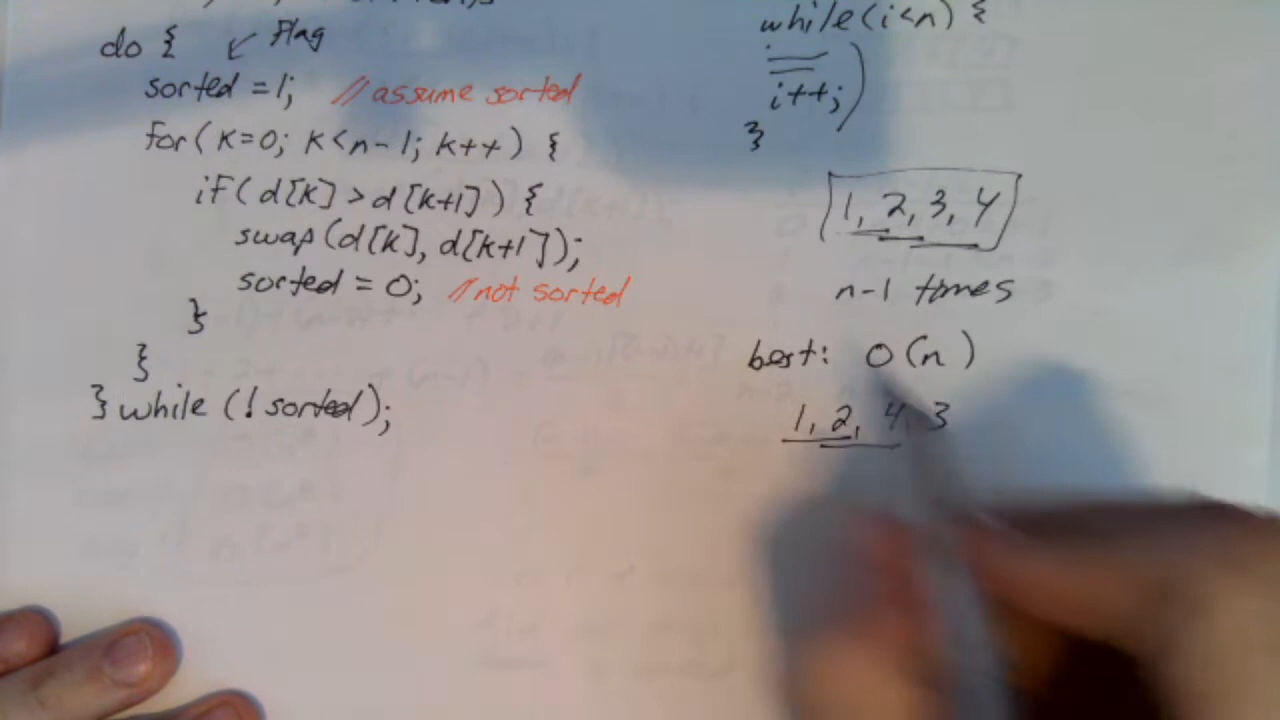 do {
Flag
sorted = 1; // assume sorted
for( k=0; k<n-1; k++ ) {
if( d[k] > d[k+1] ) {
swap(d[k], d[k+1]);
sorted = 0; // not sorted
}
}
} while (! sorted);
while(i<n) {
i++;
}
1, 2, 3, 4
n-1 times
best: O(n)
1, 2, 4, 3